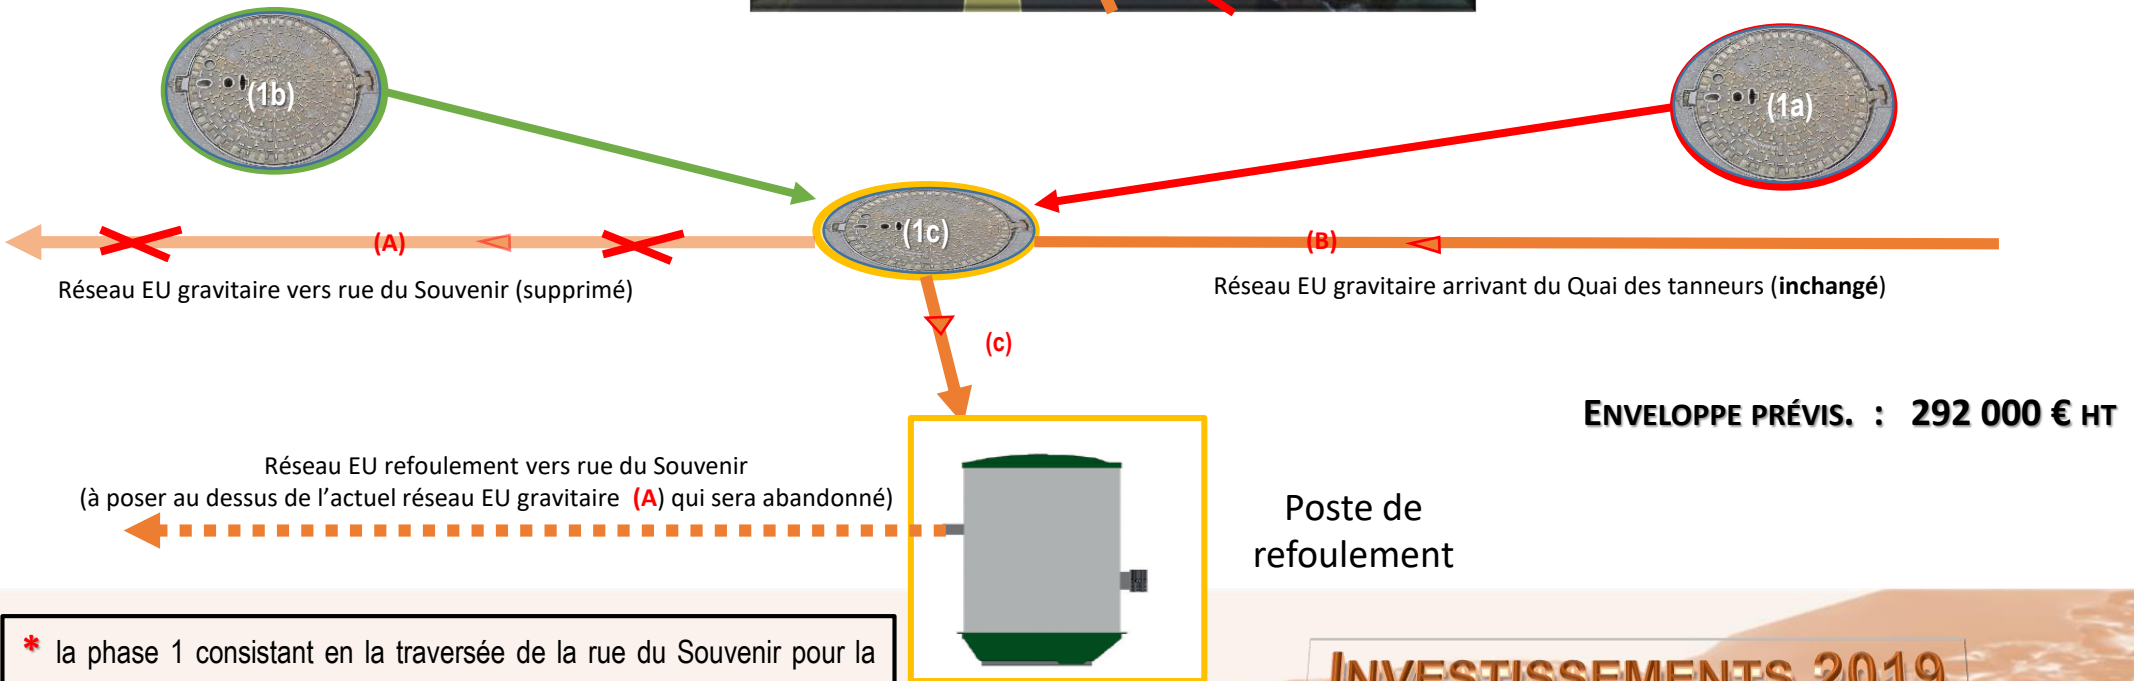 (1b)
(1a)
(1c)
(A)
(B)
Réseau EU gravitaire vers rue du Souvenir (supprimé)
Réseau EU gravitaire arrivant du Quai des tanneurs (inchangé)
(c)
ENVELOPPE PRÉVIS. : 292 000 € HT
Réseau EU refoulement vers rue du Souvenir
(à poser au dessus de l'actuel réseau EU gravitaire (A) qui sera abandonné)
Poste de
refoulement
* la phase 1 consistant en la traversée de la rue du Souvenir pour la
INVESTISSEMENTS 2019